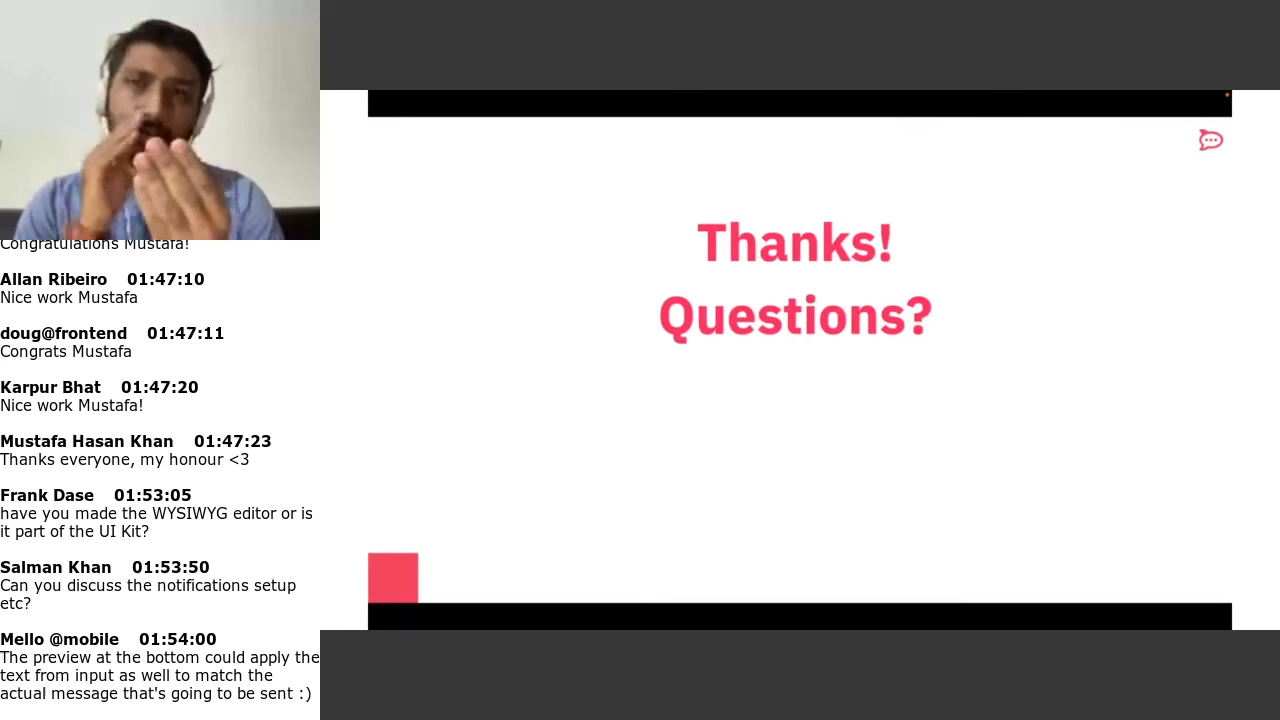 Congratulations Mustafa!
Allan Ribeiro 01:47:10
Nice work Mustafa
doug@frontend 01:47:11
Congrats Mustafa
Karpur Bhat 01:47:20
Nice work Mustafa!
Mustafa Hasan Khan 01:47:23
Thanks everyone, my honour <3
Frank Dase 01:53:05
have you made the WYSIWYG editor or is
it part of the UI Kit?
Salman Khan 01:53:50
Can you discuss the notifications setup
etc?
Mello @mobile 01:54:00
The preview at the bottom could apply the
text from input as well to match the
actual message that's going to be sent :)
Thanks!
Questions?